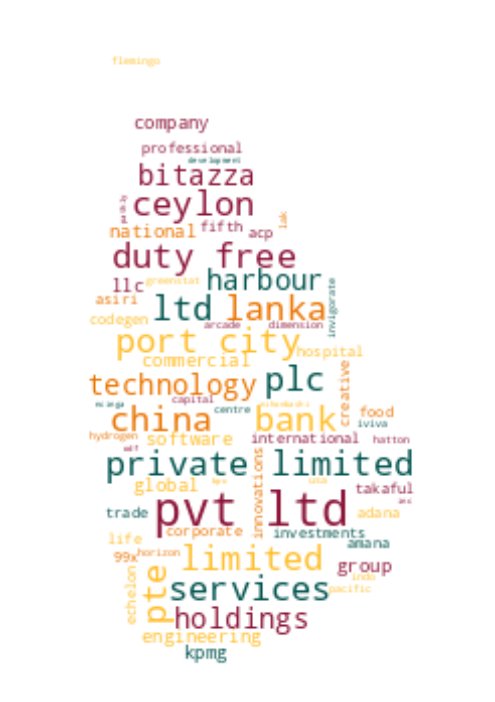 flemingo
company
professional
development
bitazza
ceylon
lak
national fifth acp
duty free
llc greenstat harbour
asiri ltd lanka invigorate
codegen arcade dimension
port city
commercial hospital
technology plc creative
capital
china centre bank food
iviva
hydrogen software international hatton
private limited
global innovations takaful
trade pvt ltd adana
corporate investments
life amana
99x horizon limited group
echelon pte services indo
pacific
holdings
engineering
kpmg